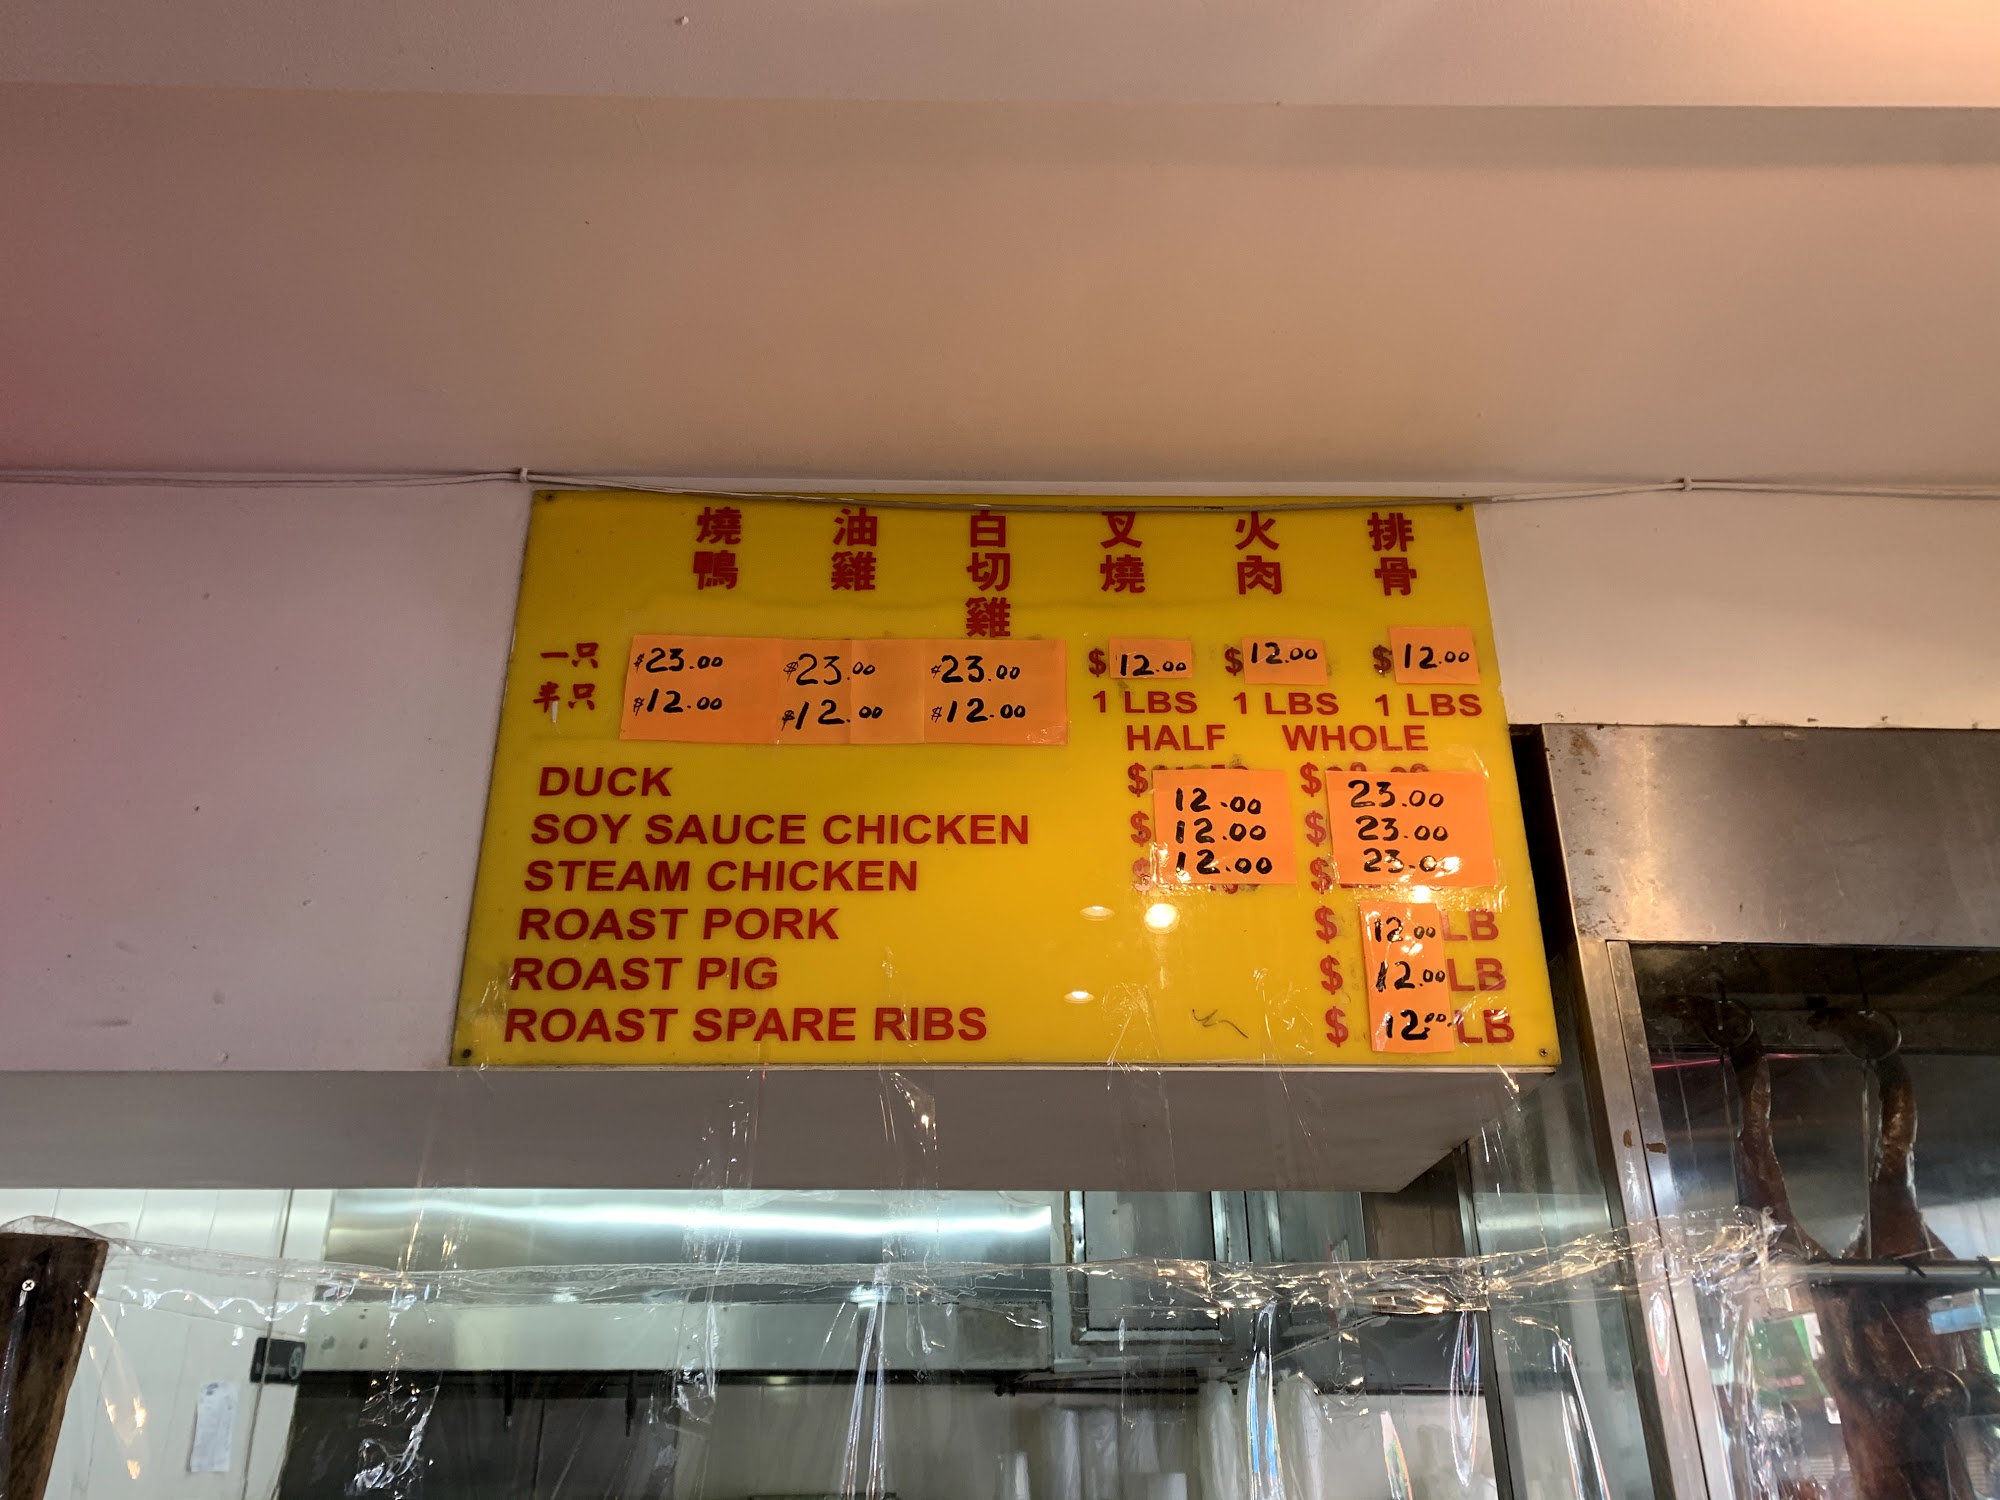 燒鴨 油雞 白切雞 叉燒 火肉 排骨
一只 $23.00 $23.00 $23.00 $12.00 $12.00 $12.00
半只 $12.00 $12.00 $12.00 1 LBS 1 LBS 1 LBS
HALF WHOLE
DUCK $12.00 $23.00
SOY SAUCE CHICKEN $12.00 $23.00
STEAM CHICKEN $12.00 $23.00
ROAST PORK $12.00 LB
ROAST PIG $12.00 LB
ROAST SPARE RIBS $12.00 LB